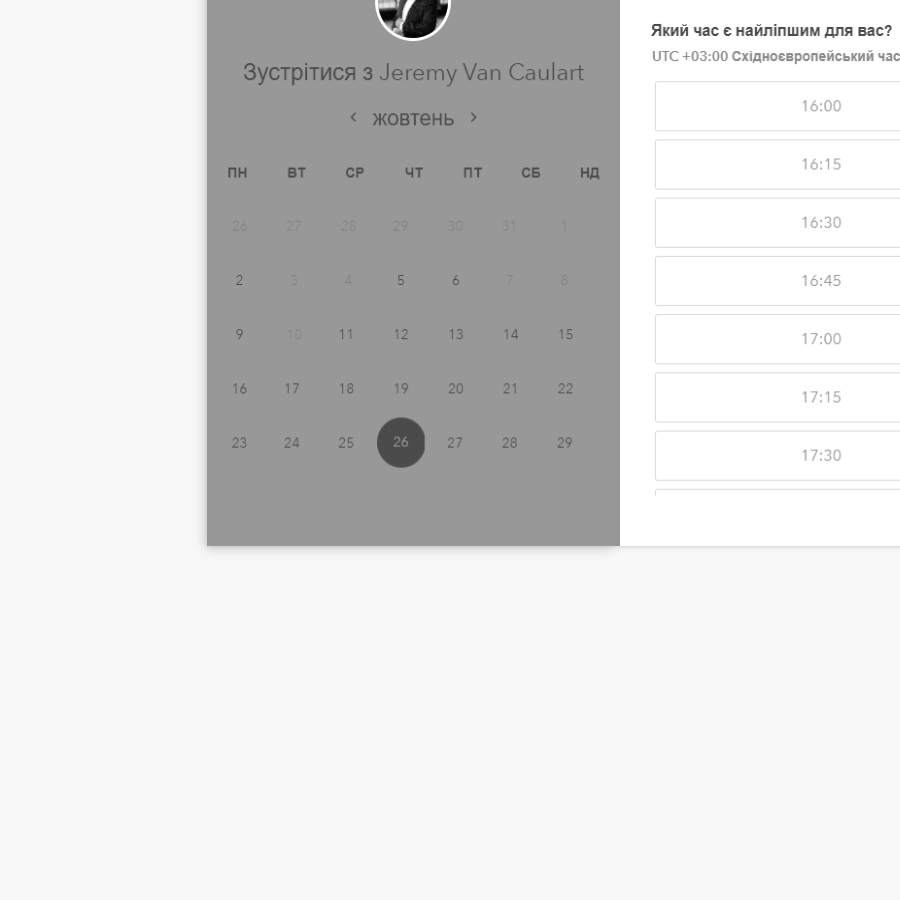 Зустрітися з Jeremy Van Caulart
‹ жовтень ›
ПН ВТ СР ЧТ ПТ СБ НД
26 27 28 29 30 31 1
2 3 4 5 6 7 8
9 10 11 12 13 14 15
16 17 18 19 20 21 22
23 24 25 26 27 28 29
Який час є найліпшим для вас?
UTC +03:00 Східноєвропейський час
16:00
16:15
16:30
16:45
17:00
17:15
17:30